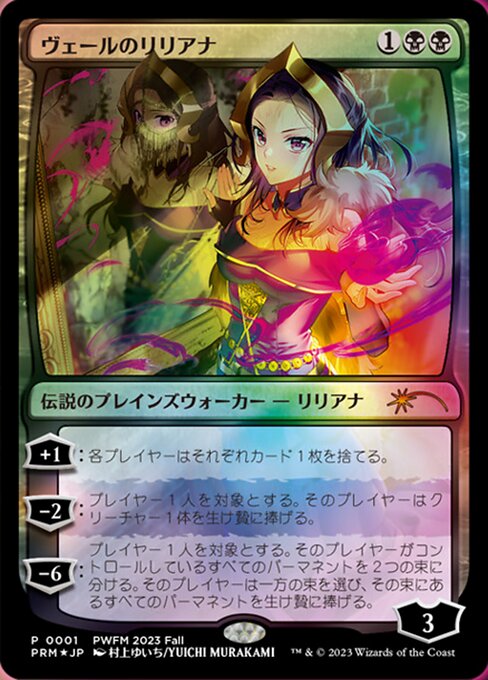 ヴェールのリリアナ 1
伝説のプレインズウォーカー — リリアナ
+1 : 各プレイヤーはそれぞれカード1枚を捨てる。
-2 : プレイヤー1人を対象とする。そのプレイヤーはク
リーチャー1体を生け贄に捧げる。
-6 : プレイヤー1人を対象とする。そのプレイヤーがコン
トロールしているすべてのパーマネントを2つの束に
分ける。そのプレイヤーは一方の束を選び、その束にあ
るすべてのパーマネントを生け贄に捧げる。
3
P 0001 PWFM 2023 Fall
PRM★JP 村上ゆいち/YUICHI MURAKAMI ™ & © 2023 Wizards of the Coast